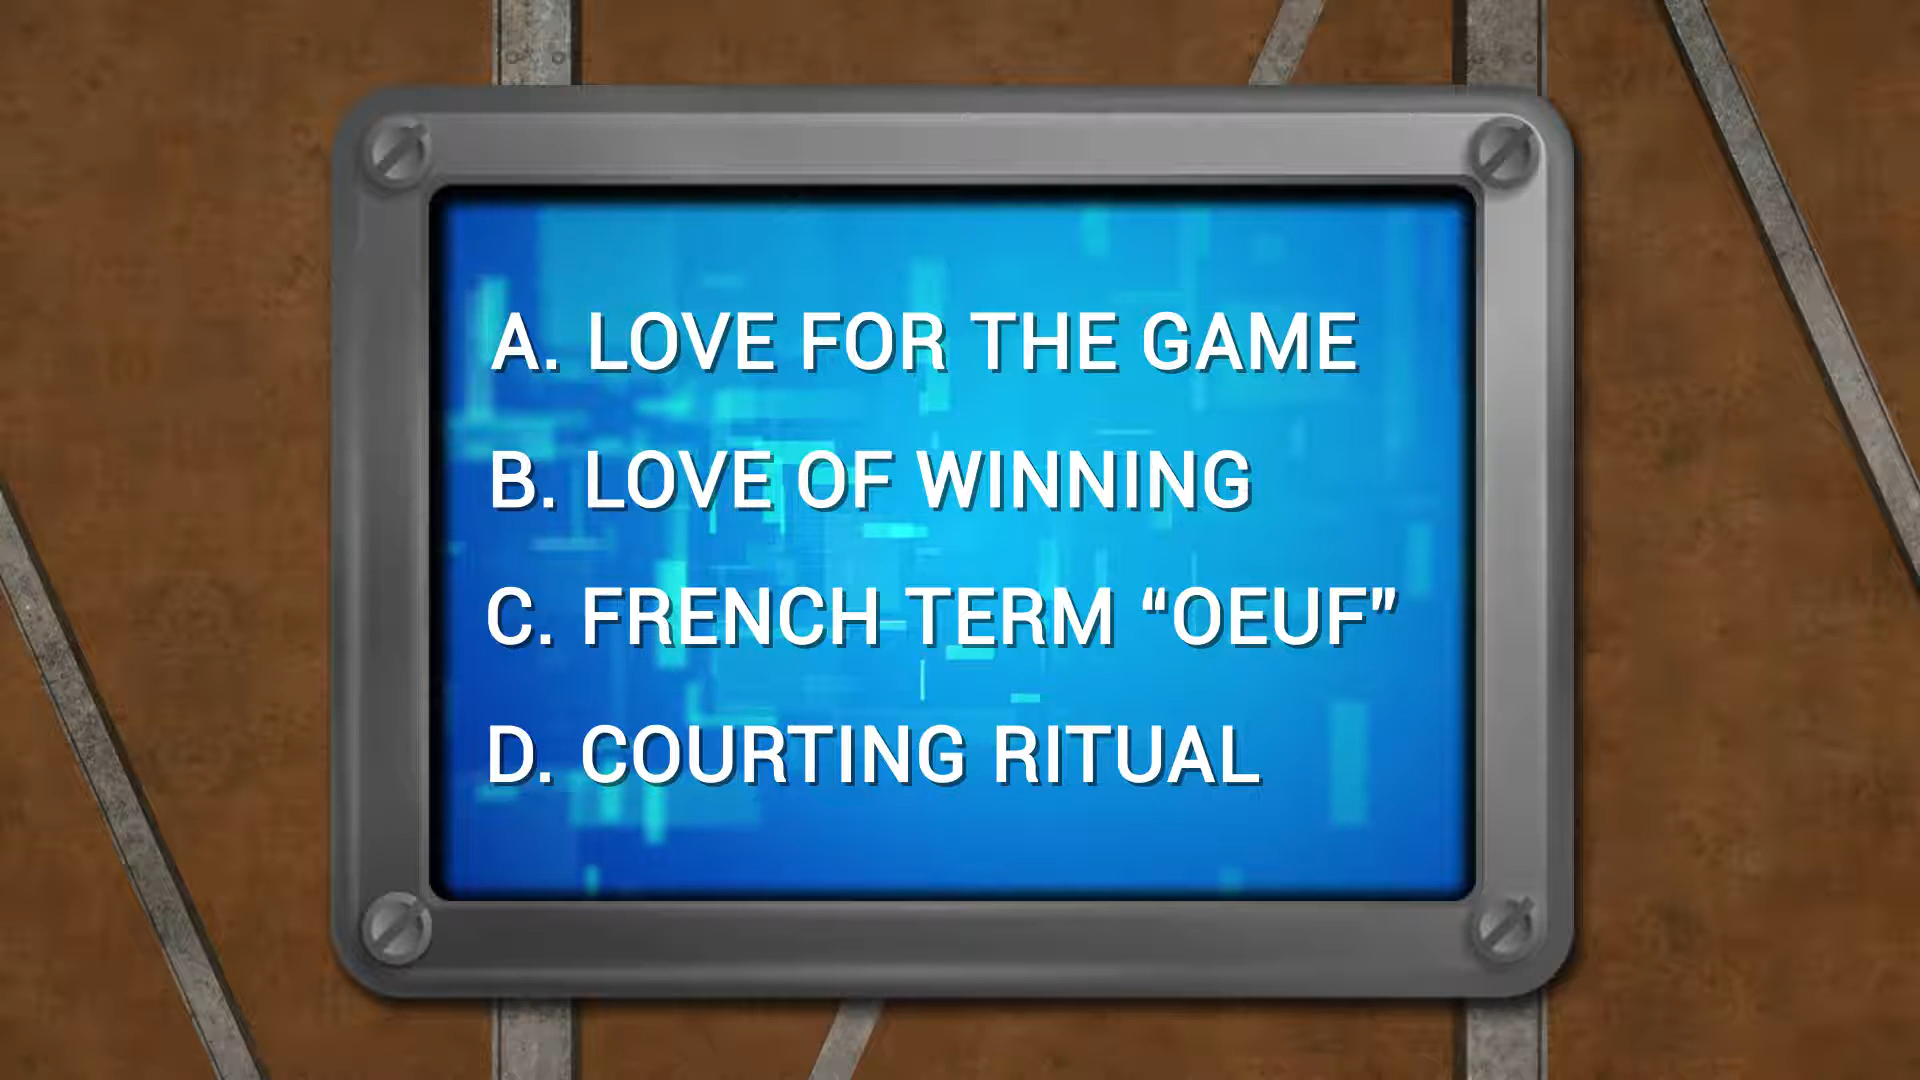 A. LOVE FOR THE GAME
B. LOVE OF WINNING
C. FRENCH TERM “OEUF”
D. COURTING RITUAL